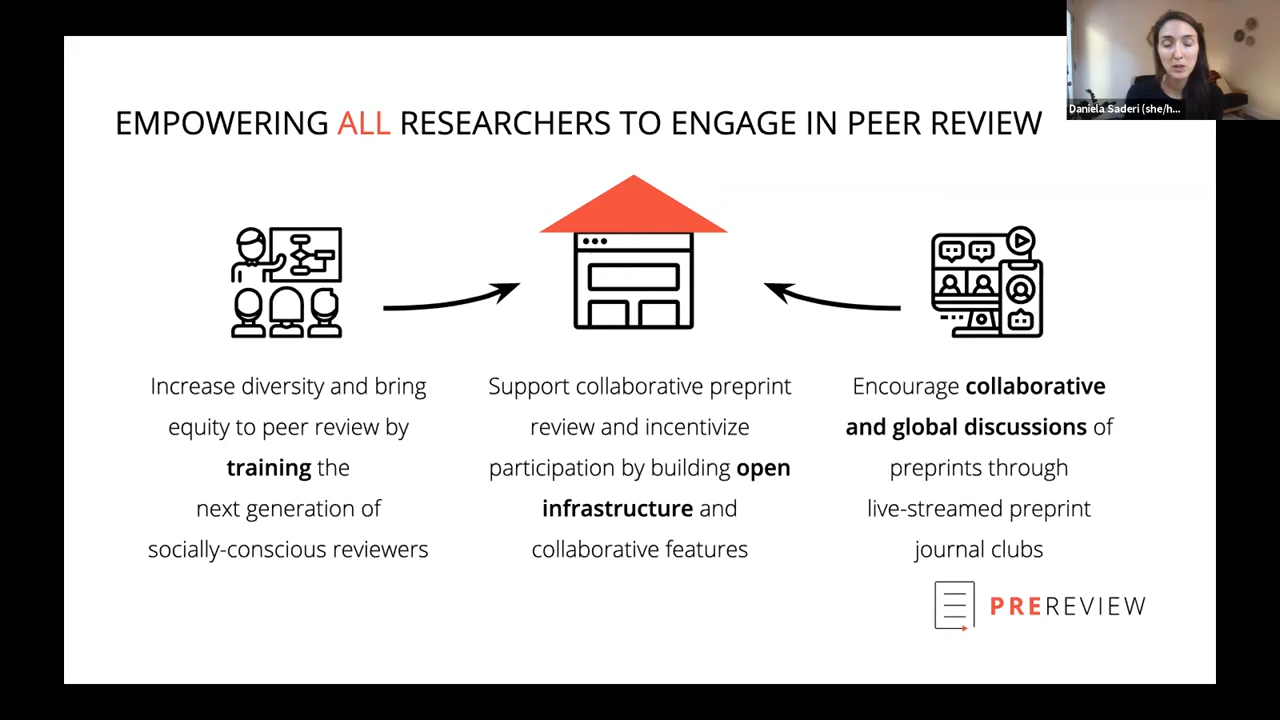 Daniela Saderi (she/h...
EMPOWERING ALL RESEARCHERS TO ENGAGE IN PEER REVIEW
Increase diversity and bring
equity to peer review by
training the
next generation of
socially-conscious reviewers
Support collaborative preprint
review and incentivize
participation by building open
infrastructure and
collaborative features
Encourage collaborative
and global discussions of
preprints through
live-streamed preprint
journal clubs
PREREVIEW